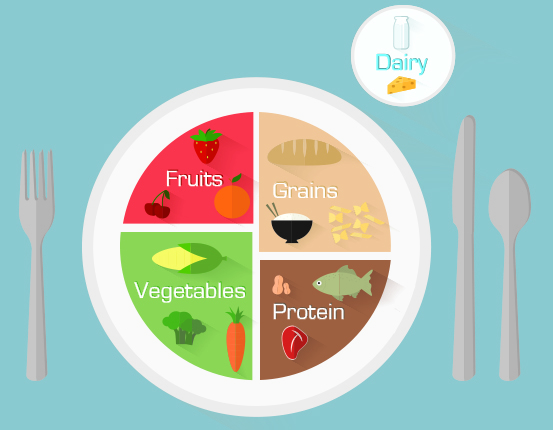 Dairy
Fruits
Grains
Vegetables
Protein